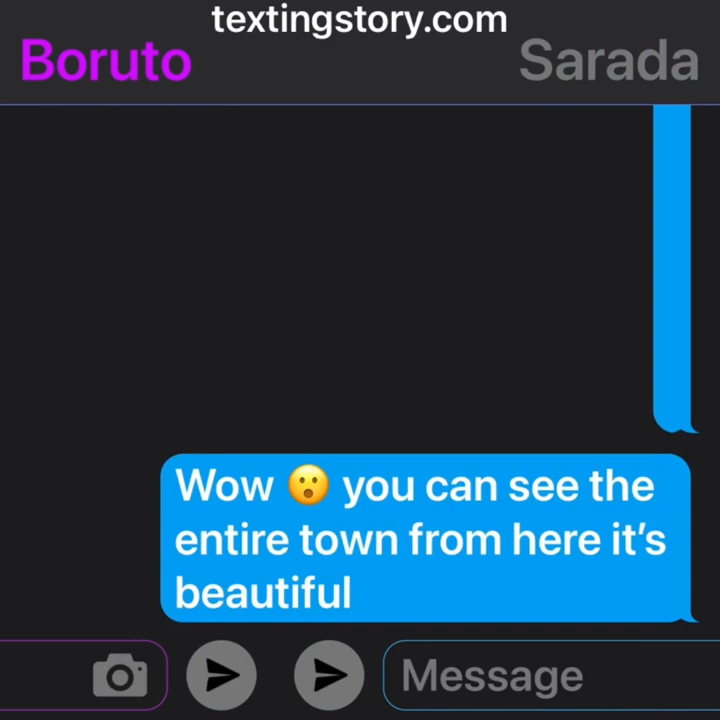 textingstory.com
Boruto Sarada
Wow 😮 you can see the
entire town from here it’s
beautiful
Message